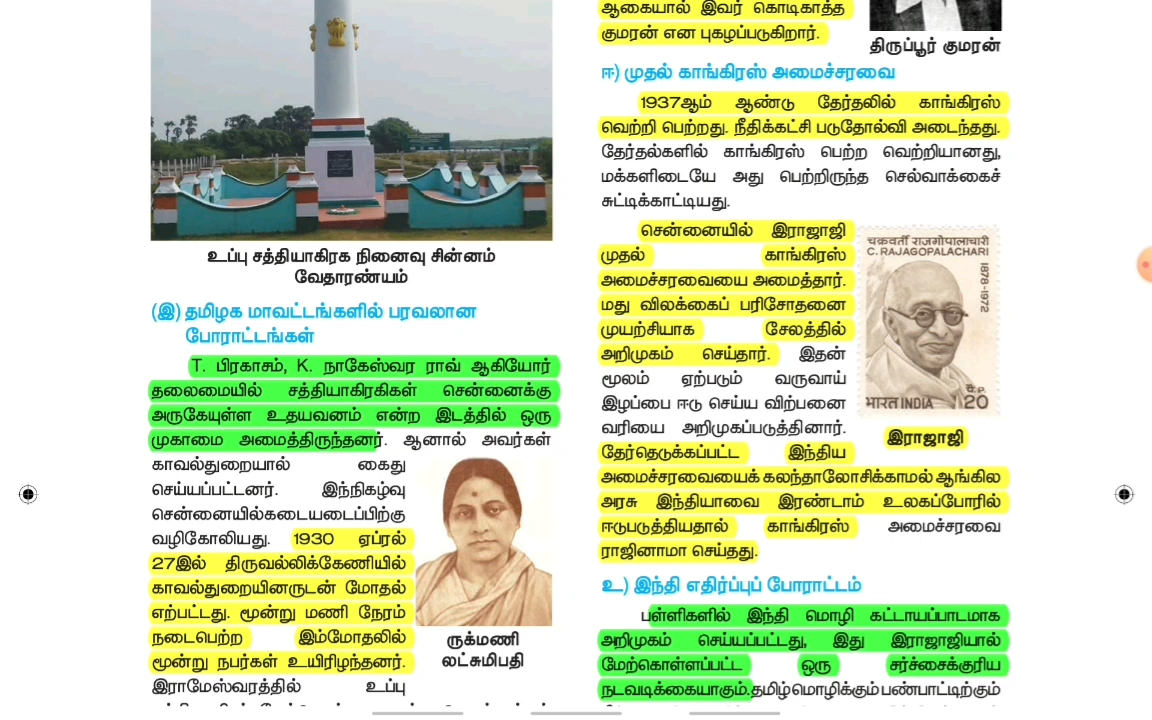 உப்பு சத்தியாகிரக நினைவு சின்னம்
வேதாரண்யம்
(இ) தமிழக மாவட்டங்களில் பரவலான
போராட்டங்கள்
T. பிரகாசம், K. நாகேஸ்வர ராவ் ஆகியோர்
தலைமையில் சத்தியாகிரகிகள் சென்னைக்கு
அருகேயுள்ள உதயவனம் என்ற இடத்தில் ஒரு
முகாமை அமைத்திருந்தனர். ஆனால் அவர்கள்
காவல்துறையால் கைது
செய்யப்பட்டனர். இந்நிகழ்வு
சென்னையில்கடையடைப்பிற்கு
வழிகோலியது. 1930 ஏப்ரல்
27இல் திருவல்லிக்கேணியில்
காவல்துறையினருடன் மோதல்
எற்பட்டது. மூன்று மணி நேரம்
நடைபெற்ற இம்மோதலில்
மூன்று நபர்கள் உயிரிழந்தனர்.
இராமேஸ்வரத்தில் உப்பு
ருக்மணி
லட்சுமிபதி
ஆகையால் இவர் கொடிகாத்த
குமரன் என புகழப்படுகிறார்.
திருப்பூர் குமரன்
ஈ) முதல் காங்கிரஸ் அமைச்சரவை
1937ஆம் ஆண்டு தேர்தலில் காங்கிரஸ்
வெற்றி பெற்றது. நீதிக்கட்சி படுதோல்வி அடைந்தது.
தேர்தல்களில் காங்கிரஸ் பெற்ற வெற்றியானது,
மக்களிடையே அது பெற்றிருந்த செல்வாக்கைச்
சுட்டிக்காட்டியது.
சென்னையில் இராஜாஜி
முதல் காங்கிரஸ்
அமைச்சரவையை அமைத்தார்.
மது விலக்கைப் பரிசோதனை
முயற்சியாக சேலத்தில்
அறிமுகம் செய்தார். இதன்
மூலம் ஏற்படும் வருவாய்
இழப்பை ஈடு செய்ய விற்பனை
வரியை அறிமுகப்படுத்தினார்.
தேர்தெடுக்கப்பட்ட இந்திய
அமைச்சரவையைக் கலந்தாலோசிக்காமல் ஆங்கில
அரசு இந்தியாவை இரண்டாம் உலகப்போரில்
ஈடுபடுத்தியதால் காங்கிரஸ் அமைச்சரவை
ராஜினாமா செய்தது.
चक्रवर्ती राजगोपालाचारी
C. RAJAGOPALACHARI
1878-1972
भारत INDIA 20
இராஜாஜி
உ) இந்தி எதிர்ப்புப் போராட்டம்
பள்ளிகளில் இந்தி மொழி கட்டாயப்பாடமாக
அறிமுகம் செய்யப்பட்டது, இது இராஜாஜியால்
மேற்கொள்ளப்பட்ட ஒரு சர்ச்சைக்குரிய
நடவடிக்கையாகும்.தமிழ்மொழிக்கும்பண்பாட்டிற்கும்